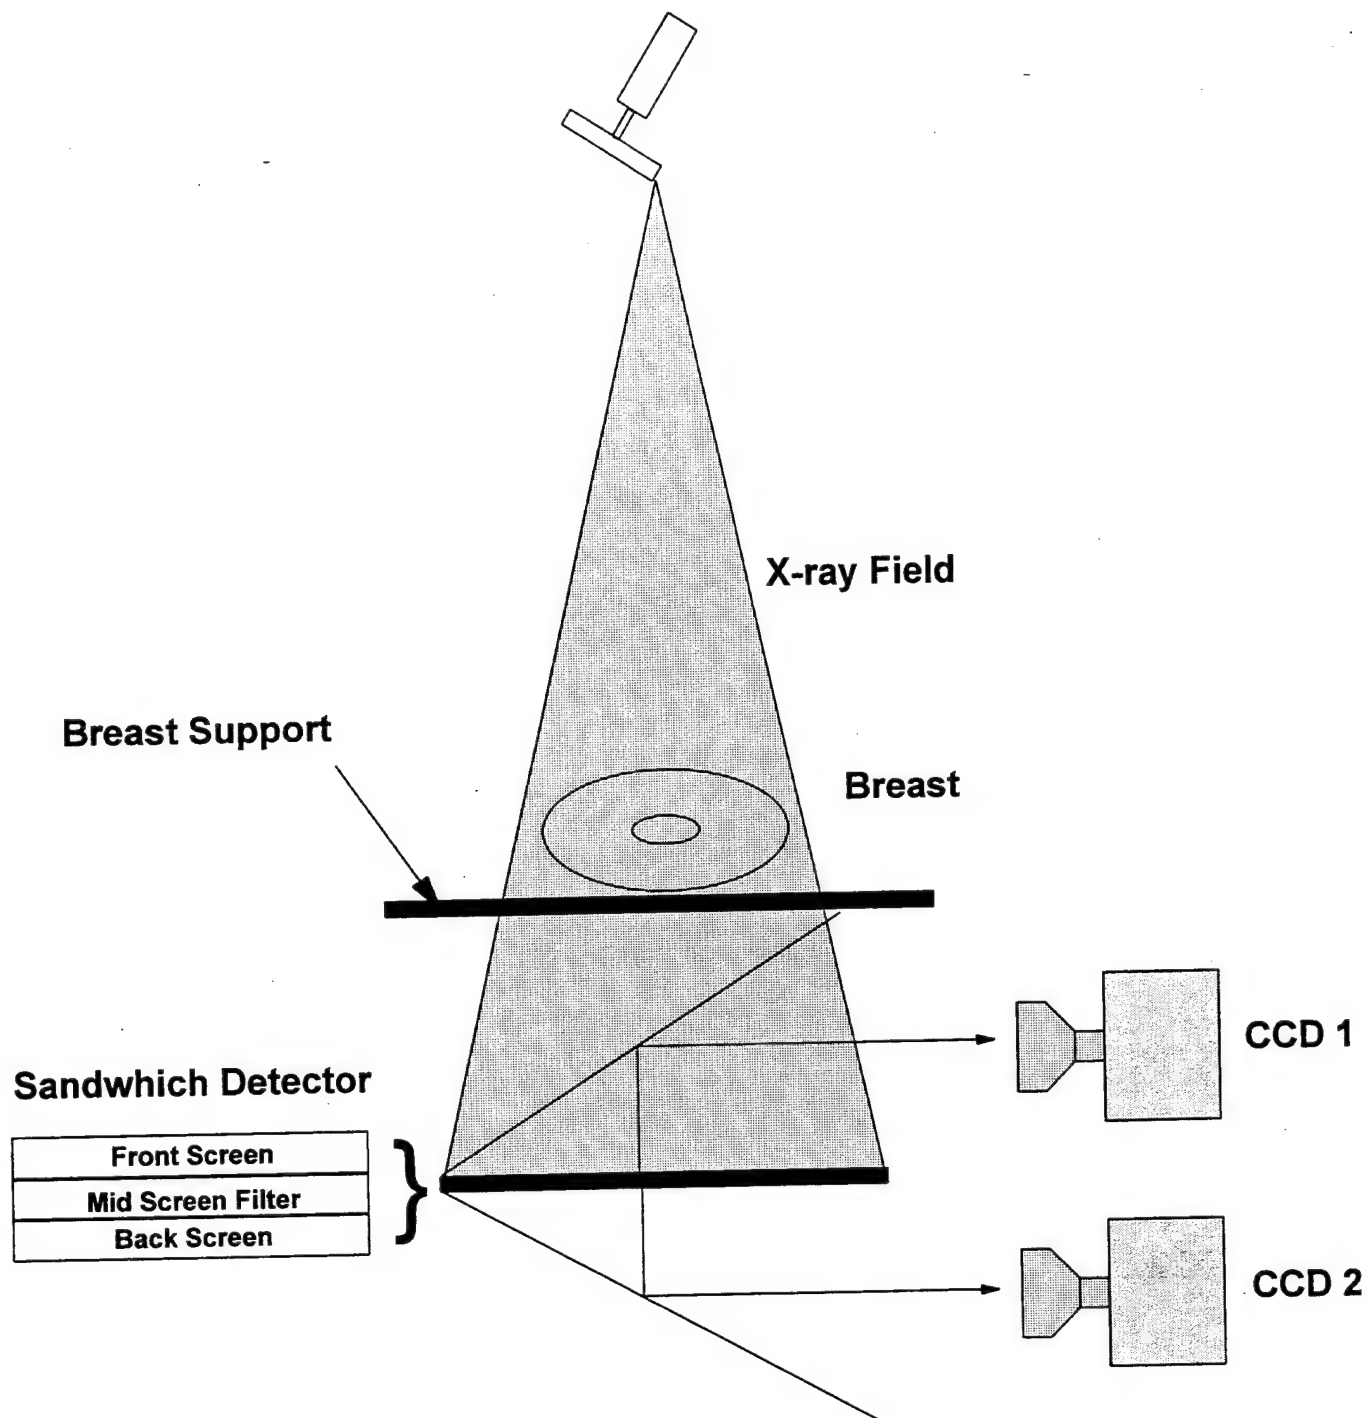 X-ray Field
Breast Support
Breast
CCD 1
Sandwhich Detector
Front Screen
Mid Screen Filter
Back Screen
CCD 2